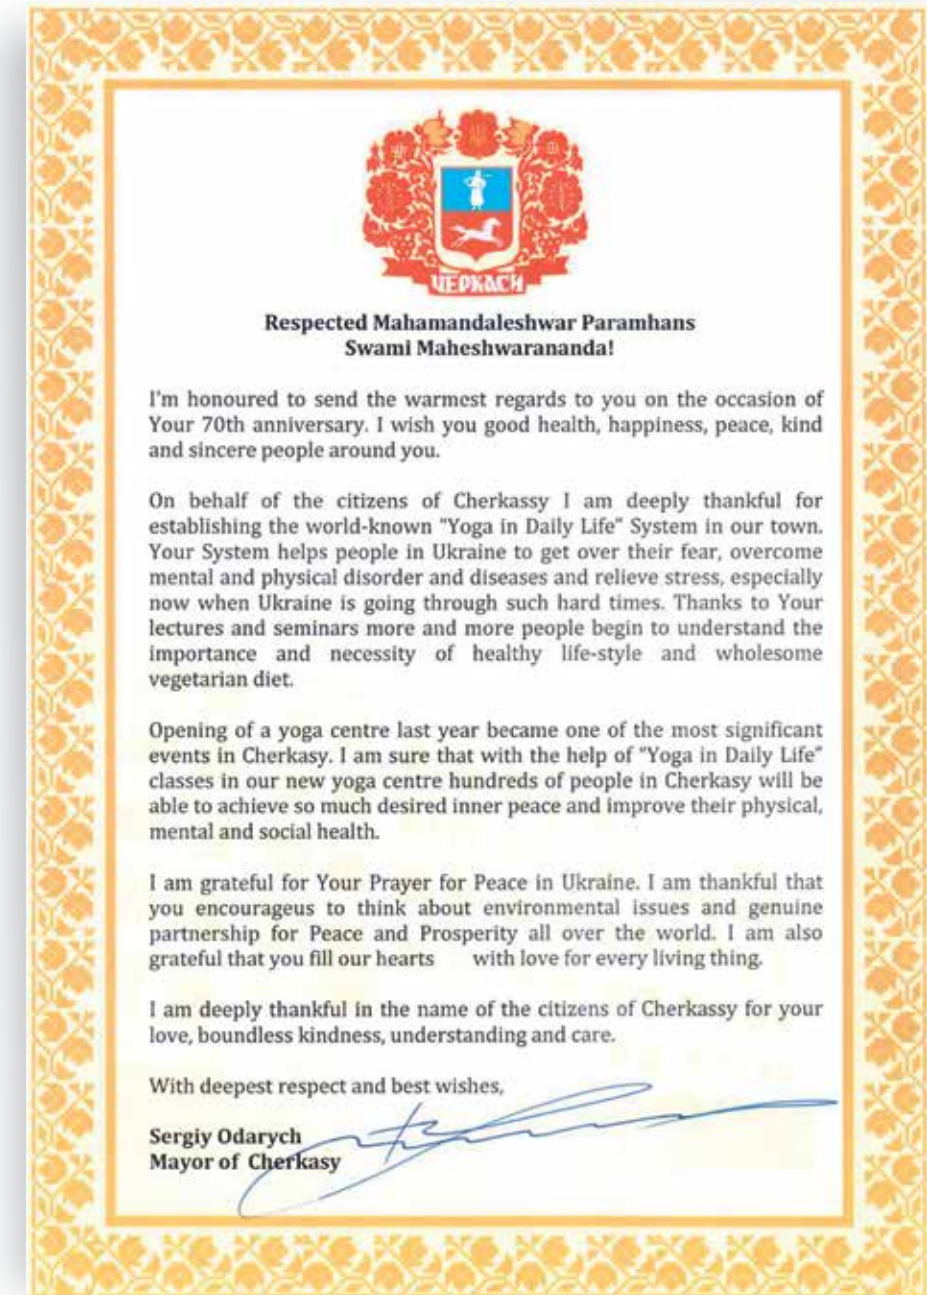 ЧЕРКАСИ
Respected Mahamandaleshwar Paramhans
Swami Maheshwarananda!
I'm honoured to send the warmest regards to you on the occasion of
Your 70th anniversary. I wish you good health, happiness, peace, kind
and sincere people around you.
On behalf of the citizens of Cherkassy I am deeply thankful for
establishing the world-known "Yoga in Daily Life" System in our town.
Your System helps people in Ukraine to get over their fear, overcome
mental and physical disorder and diseases and relieve stress, especially
now when Ukraine is going through such hard times. Thanks to Your
lectures and seminars more and more people begin to understand the
importance and necessity of healthy life-style and wholesome
vegetarian diet.
Opening of a yoga centre last year became one of the most significant
events in Cherkasy. I am sure that with the help of "Yoga in Daily Life"
classes in our new yoga centre hundreds of people in Cherkasy will be
able to achieve so much desired inner peace and improve their physical,
mental and social health.
I am grateful for Your Prayer for Peace in Ukraine. I am thankful that
you encourageus to think about environmental issues and genuine
partnership for Peace and Prosperity all over the world. I am also
grateful that you fill our hearts with love for every living thing.
I am deeply thankful in the name of the citizens of Cherkassy for your
love, boundless kindness, understanding and care.
With deepest respect and best wishes,
Sergiy Odarych
Mayor of Cherkasy